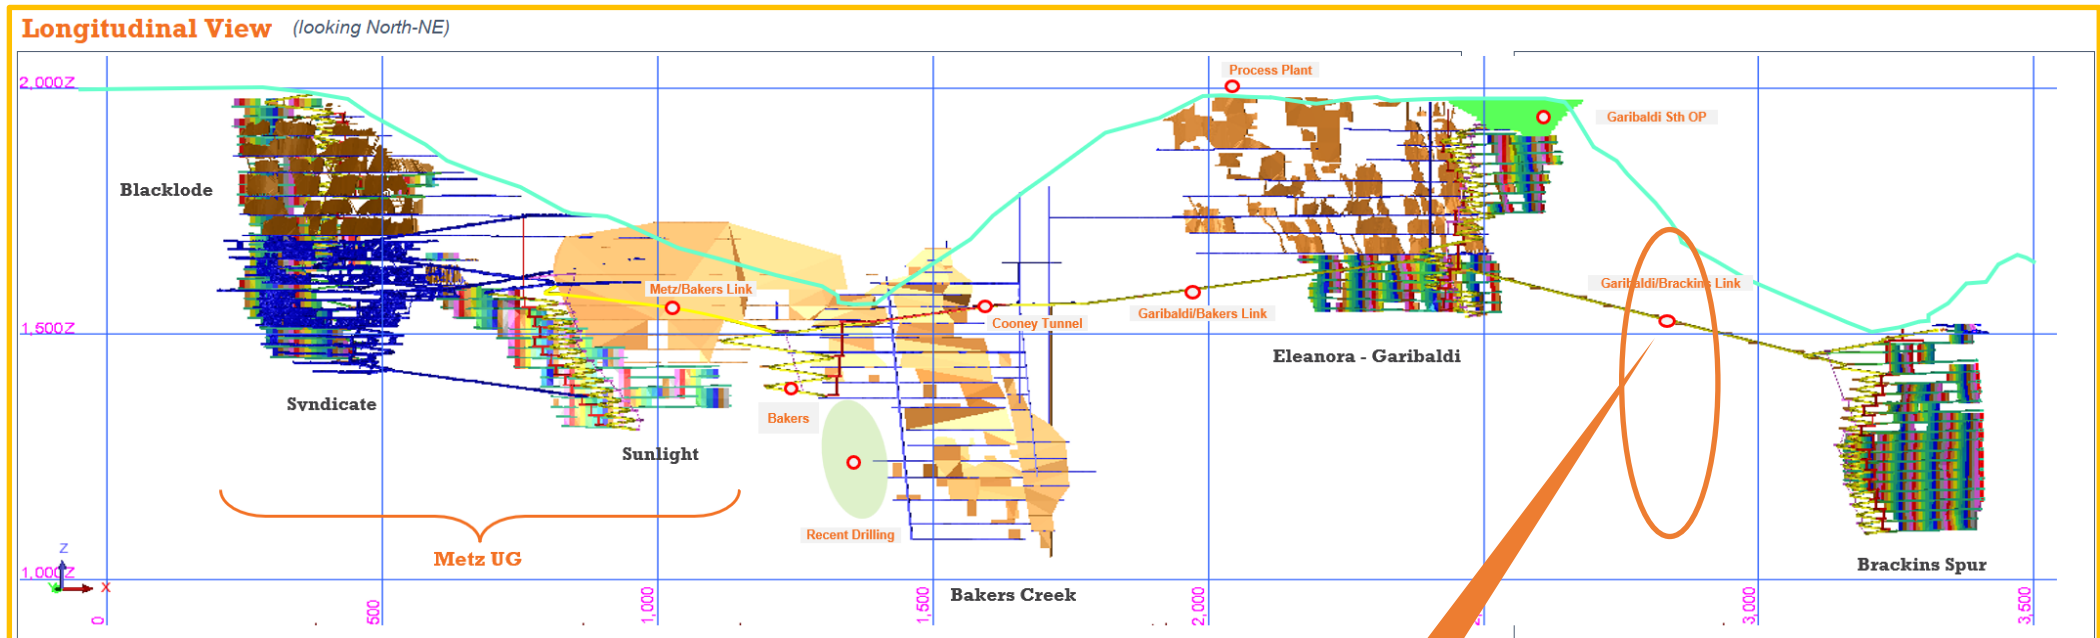 Longitudinal View (looking North-NE)
2,000Z
Process Plant
Garibaldi Sth OP
Blacklode
Metz/Bakers Link
Garibaldi/Brackins Link
Garibaldi/Bakers Link
Cooney Tunnel
1,500Z
Eleanora - Garibaldi
Syndicate
Bakers
Sunlight
Recent Drilling
Metz UG
Z
Brackins Spur
1,000Z
X
Bakers Creek
0
500
1,000
1,500
2,000
3,000
3,500